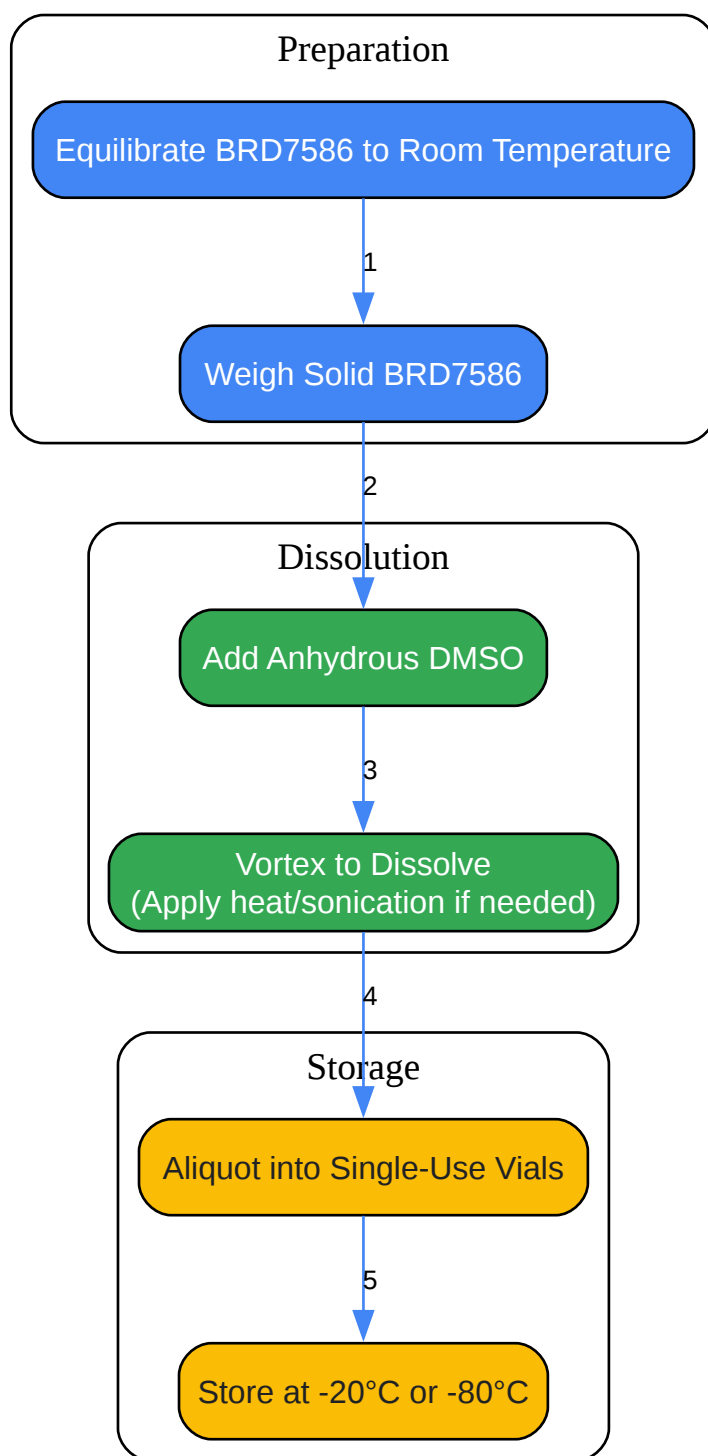 Preparation
Equilibrate BRD7586 to Room Temperature
1
Weigh Solid BRD7586
2
Dissolution
Add Anhydrous DMSO
3
Vortex to Dissolve
(Apply heat/sonication if needed)
4
Storage
Aliquot into Single-Use Vials
5
Store at -20°C or -80°C